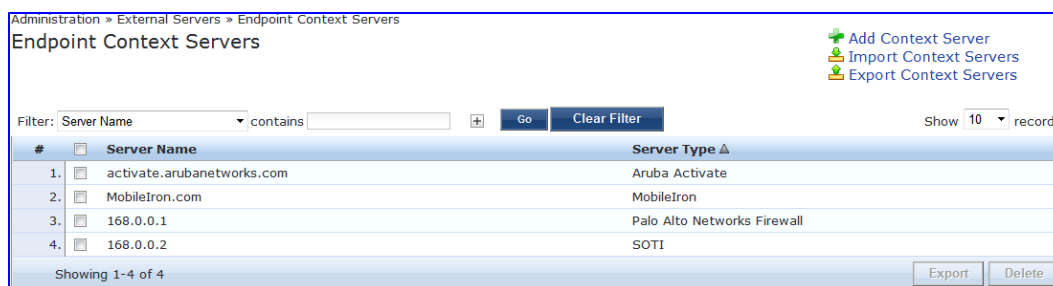 Administration » External Servers » Endpoint Context Servers
Endpoint Context Servers
Add Context Server
Import Context Servers
Export Context Servers
Filter: Server Name contains + Go Clear Filter Show 10 record
# Server Name Server Type
1. activate.arubanetworks.com Aruba Activate
2. MobileIron.com MobileIron
3. 168.0.0.1 Palo Alto Networks Firewall
4. 168.0.0.2 SOTI
Showing 1-4 of 4 Export Delete